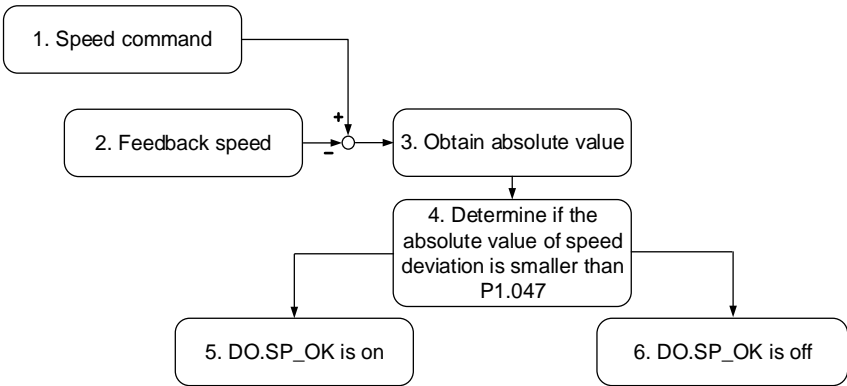 1. Speed command
+
2. Feedback speed
-
3. Obtain absolute value
4. Determine if the
absolute value of speed
deviation is smaller than
P1.047
5. DO.SP_OK is on
6. DO.SP_OK is off